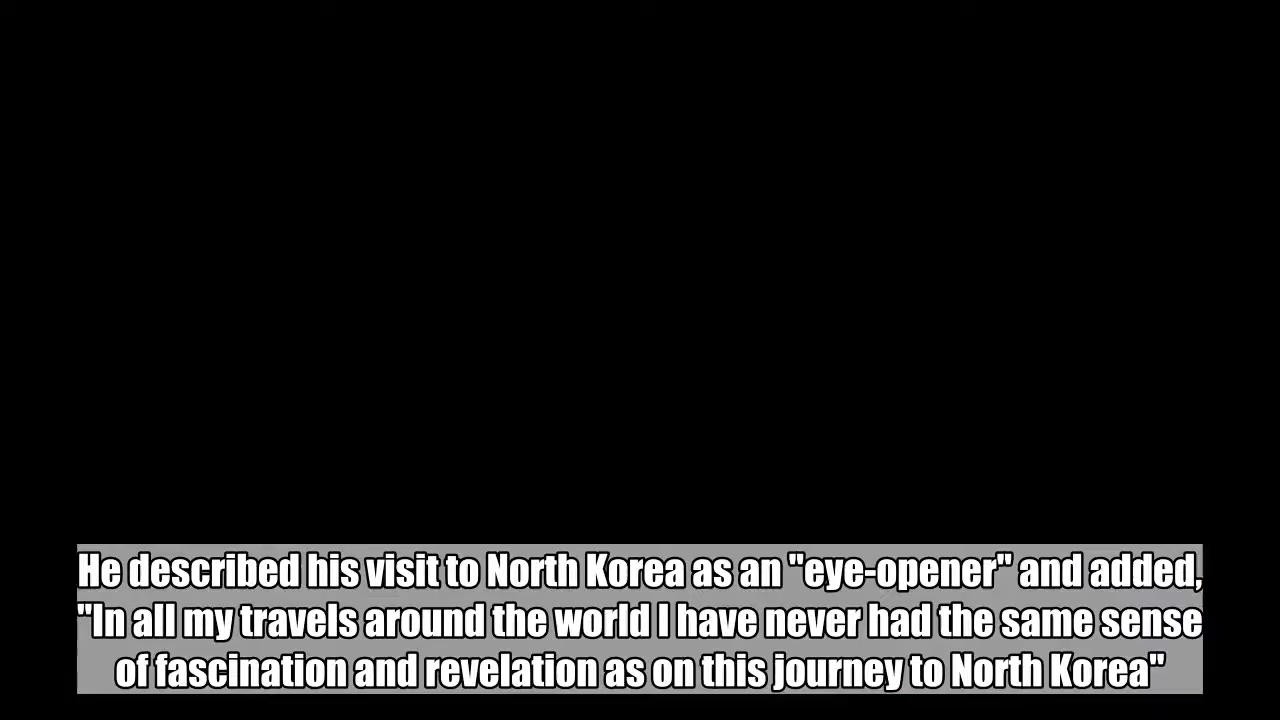 He described his visit to North Korea as an "eye-opener" and added,
"In all my travels around the world I have never had the same sense
of fascination and revelation as on this journey to North Korea"